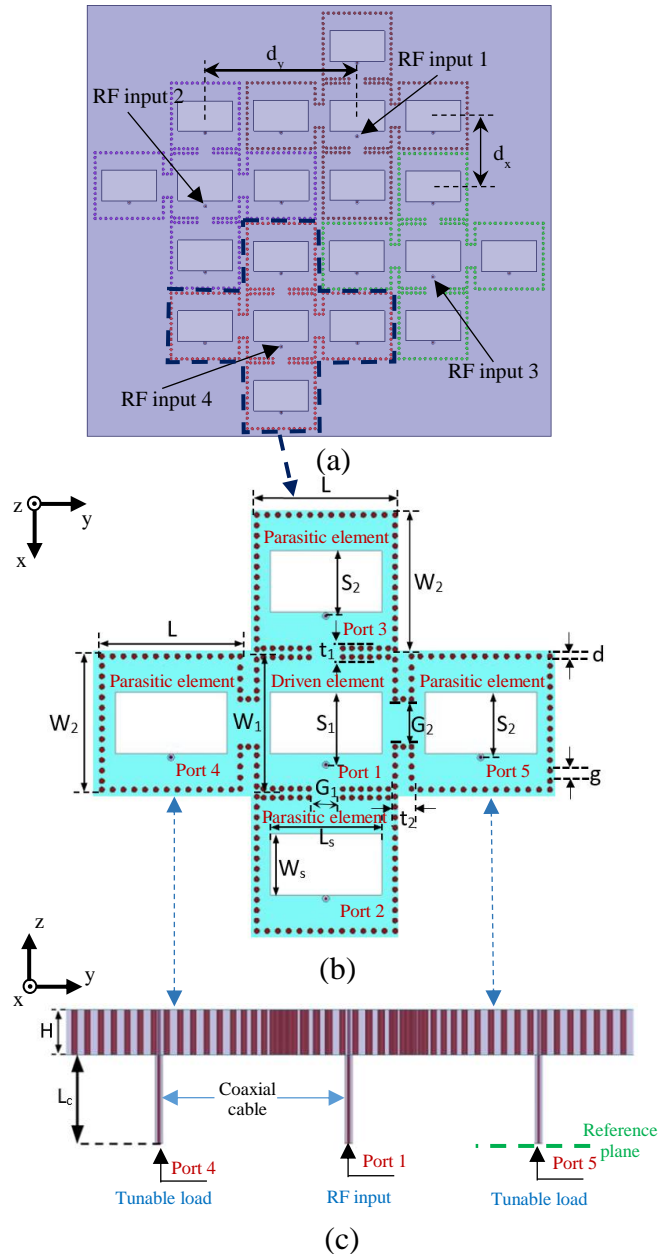 d_y
RF input 1
RF input 2
d_x
RF input 3
RF input 4
(a)
L
z
y
x
Parasitic element
S₂
W₂
Port 3
L
t₁
d
Parasitic element
Driven element
Parasitic element
W₂
W₁
S₁
G₂
S₂
Port 4
Port 1
Port 5
g
G₁
t₂
Parasitic element
Lₛ
Wₛ
Port 2
(b)
z
y
x
H
L_c
Coaxial
cable
Reference
plane
Port 4
Port 1
Port 5
Tunable load
RF input
Tunable load
(c)